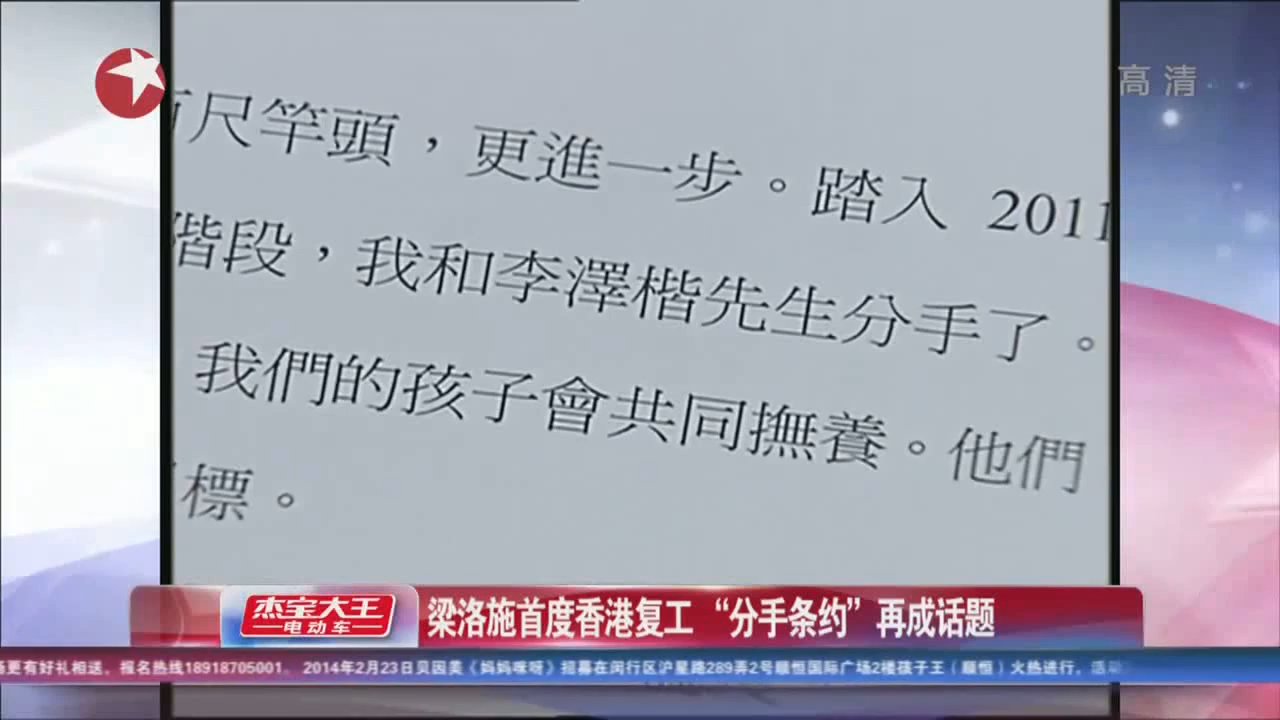 高清
百尺竿頭，更進一步。踏入 2011
階段，我和李澤楷先生分手了。
我們的孩子會共同撫養。他們
標。
杰宝大王
电动车
梁洛施首度香港复工 “分手条约” 再成话题
更有好礼相送，报名热线18918705001、 2014年2月23日贝因美《妈妈咪呀》招募在闵行区沪星路289弄2号顺恒国际广场2楼孩子王（顺恒）火热进行，活动